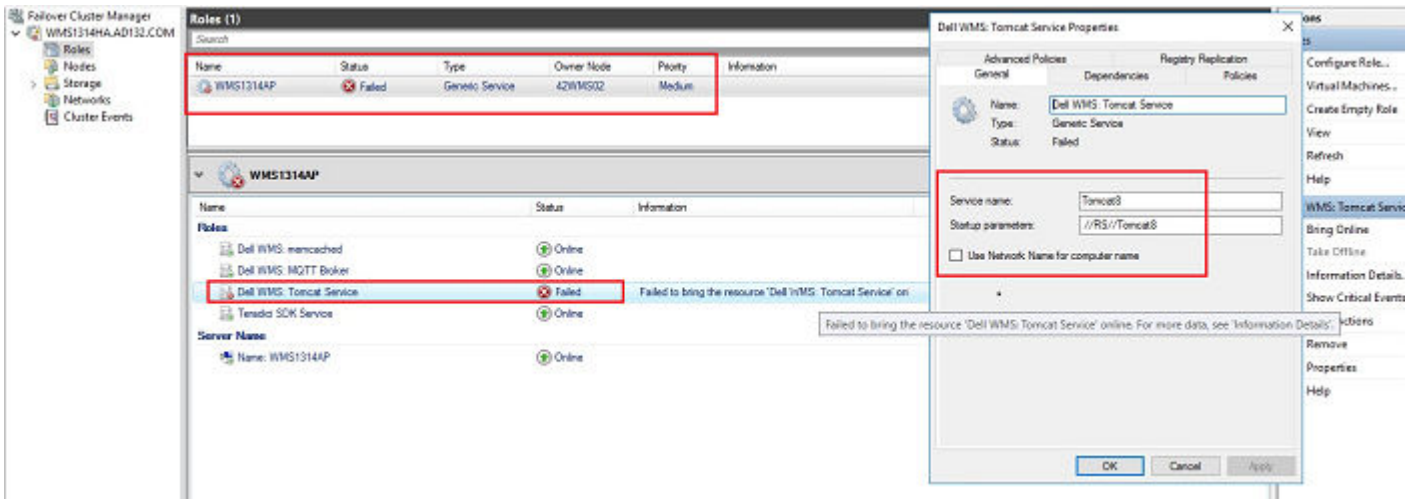 Failover Cluster Manager
WMS1314HA.AD132.COM
Roles
Nodes
Storage
Networks
Cluster Events
Roles (1)
Search
Name Status Type Owner Node Priority Information
WMS1314AP Failed Generic Service 42WMS02 Medium
WMS1314AP
Name Status Information
Roles
Dell WMS: memcached Online
Dell WMS: MQTT Broker Online
Dell WMS: Tomcat Service Failed Failed to bring the resource 'Dell WMS: Tomcat Service' on
Teradici SDK Service Online
Server Name
Name: WMS1314AP Online
Dell WMS: Tomcat Service Properties
Advanced Policies Registry Replication
General Dependencies Policies
Name: Dell WMS: Tomcat Service
Type: Generic Service
Status: Failed
Service name: Tomcat8
Startup parameters: //RS//Tomcat8
Use Network Name for computer name
Failed to bring the resource 'Dell WMS: Tomcat Service' online. For more data, see 'Information Details'.
OK Cancel Apply
ons
es
Configure Role...
Virtual Machines...
Create Empty Role
View
Refresh
Help
WMS: Tomcat Servic
Bring Online
Take Offline
Information Details.
Show Critical Events
ctions
Remove
Properties
Help